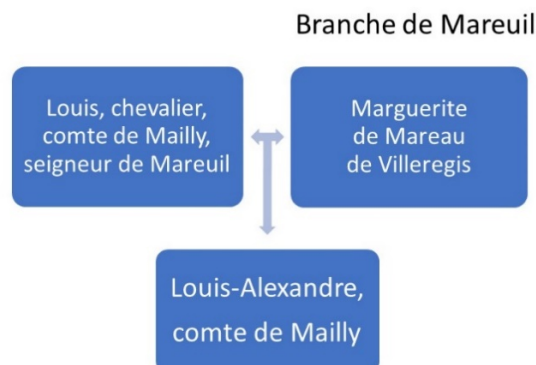 Branche de Mareuil
Louis, chevalier,
comte de Mailly,
seigneur de Mareuil
Marguerite
de Mareau
de Villeregis
Louis-Alexandre,
comte de Mailly